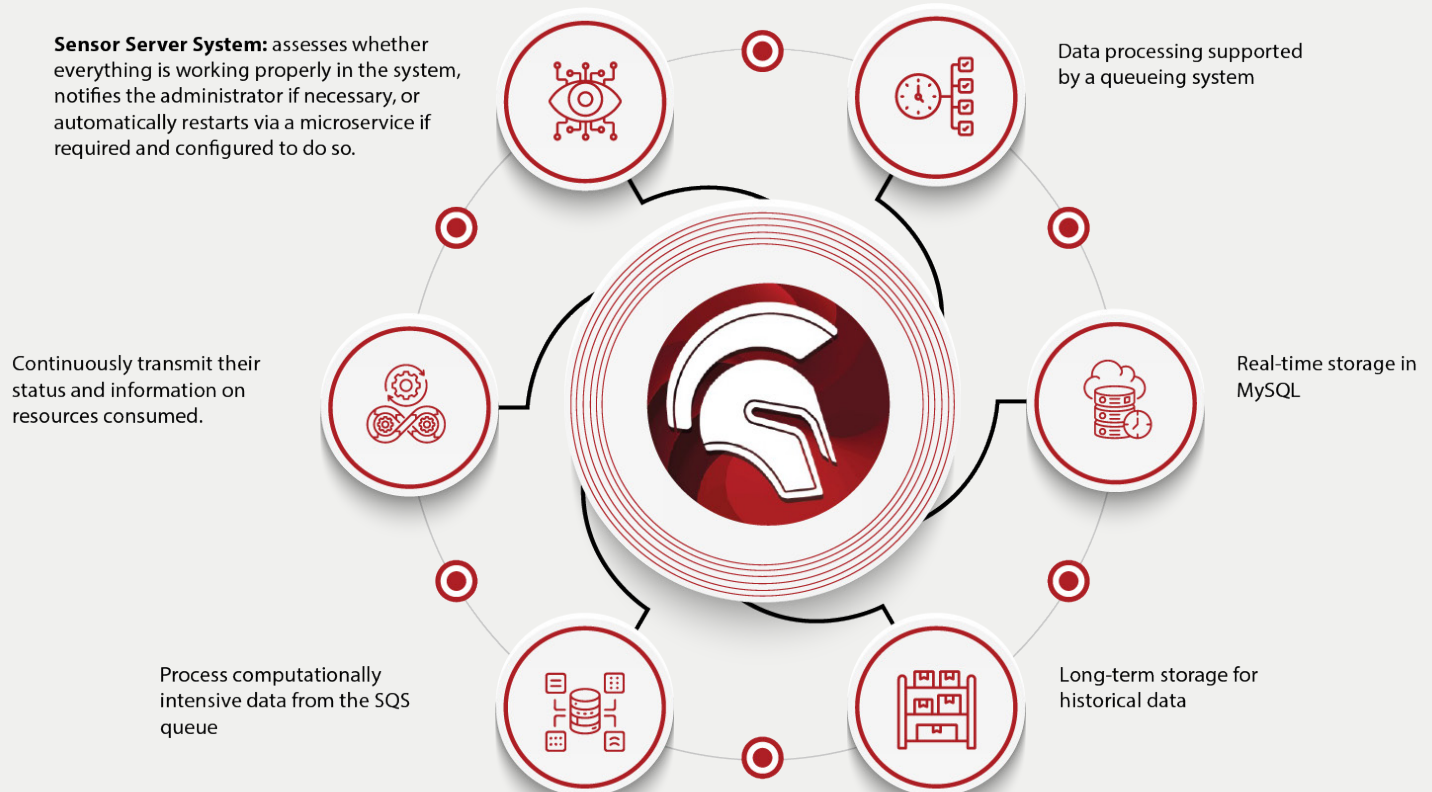 Sensor Server System: assesses whether
everything is working properly in the system,
notifies the administrator if necessary, or
automatically restarts via a microservice if
required and configured to do so.
Data processing supported
by a queueing system
Continuously transmit their
status and information on
resources consumed.
Real-time storage in
MySQL
Process computationally
intensive data from the SQS
queue
Long-term storage for
historical data